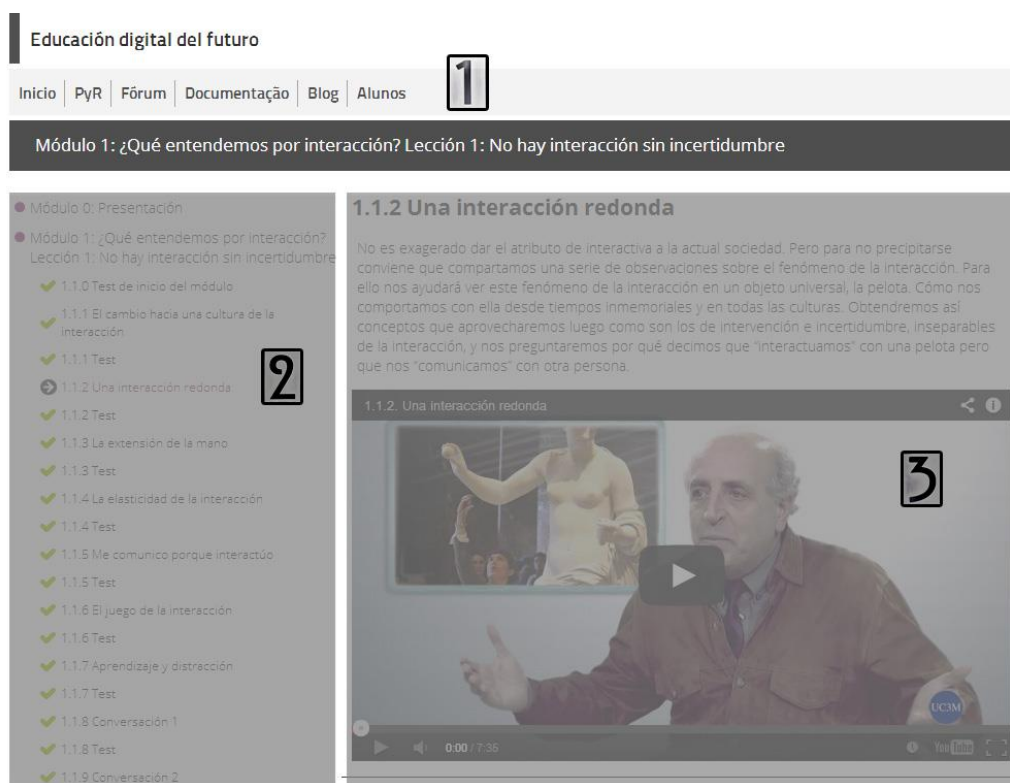 Educación digital del futuro
1
Inicio PyR Fórum Documentação Blog Alunos
Módulo 1: ¿Qué entendemos por interacción? Lección 1: No hay interacción sin incertidumbre
Módulo 0: Presentación
Módulo 1: ¿Qué entendemos por interacción?
Lección 1: No hay interacción sin incertidumbre
1.1.0 Test de inicio del módulo
1.1.1 El cambio hacia una cultura de la
interacción
1.1.1 Test
1.1.2 Una interacción redonda
2
1.1.2 Test
1.1.3 La extensión de la mano
1.1.3 Test
1.1.4 La elasticidad de la interacción
1.1.4 Test
1.1.5 Me comunico porque interactúo
1.1.5 Test
1.1.6 El juego de la interacción
1.1.6 Test
1.1.7 Aprendizaje y distracción
1.1.7 Test
1.1.8 Conversación 1
1.1.8 Test
1.1.9 Conversación 2
1.1.2 Una interacción redonda
No es exagerado dar el atributo de interactiva a la actual sociedad. Pero para no precipitarse
conviene que compartamos una serie de observaciones sobre el fenómeno de la interacción. Para
ello nos ayudará ver este fenómeno de la interacción en un objeto universal, la pelota. Cómo nos
comportamos con ella desde tiempos inmemoriales y en todas las culturas. Obtendremos así
conceptos que aprovecharemos luego como son los de intervención e incertidumbre, inseparables
de la interacción, y nos preguntaremos por qué decimos que "interactuamos" con una pelota pero
que nos "comunicamos" con otra persona.
1.1.2. Una interacción redonda
3
UC3M
0:00 / 7:36
YouTube